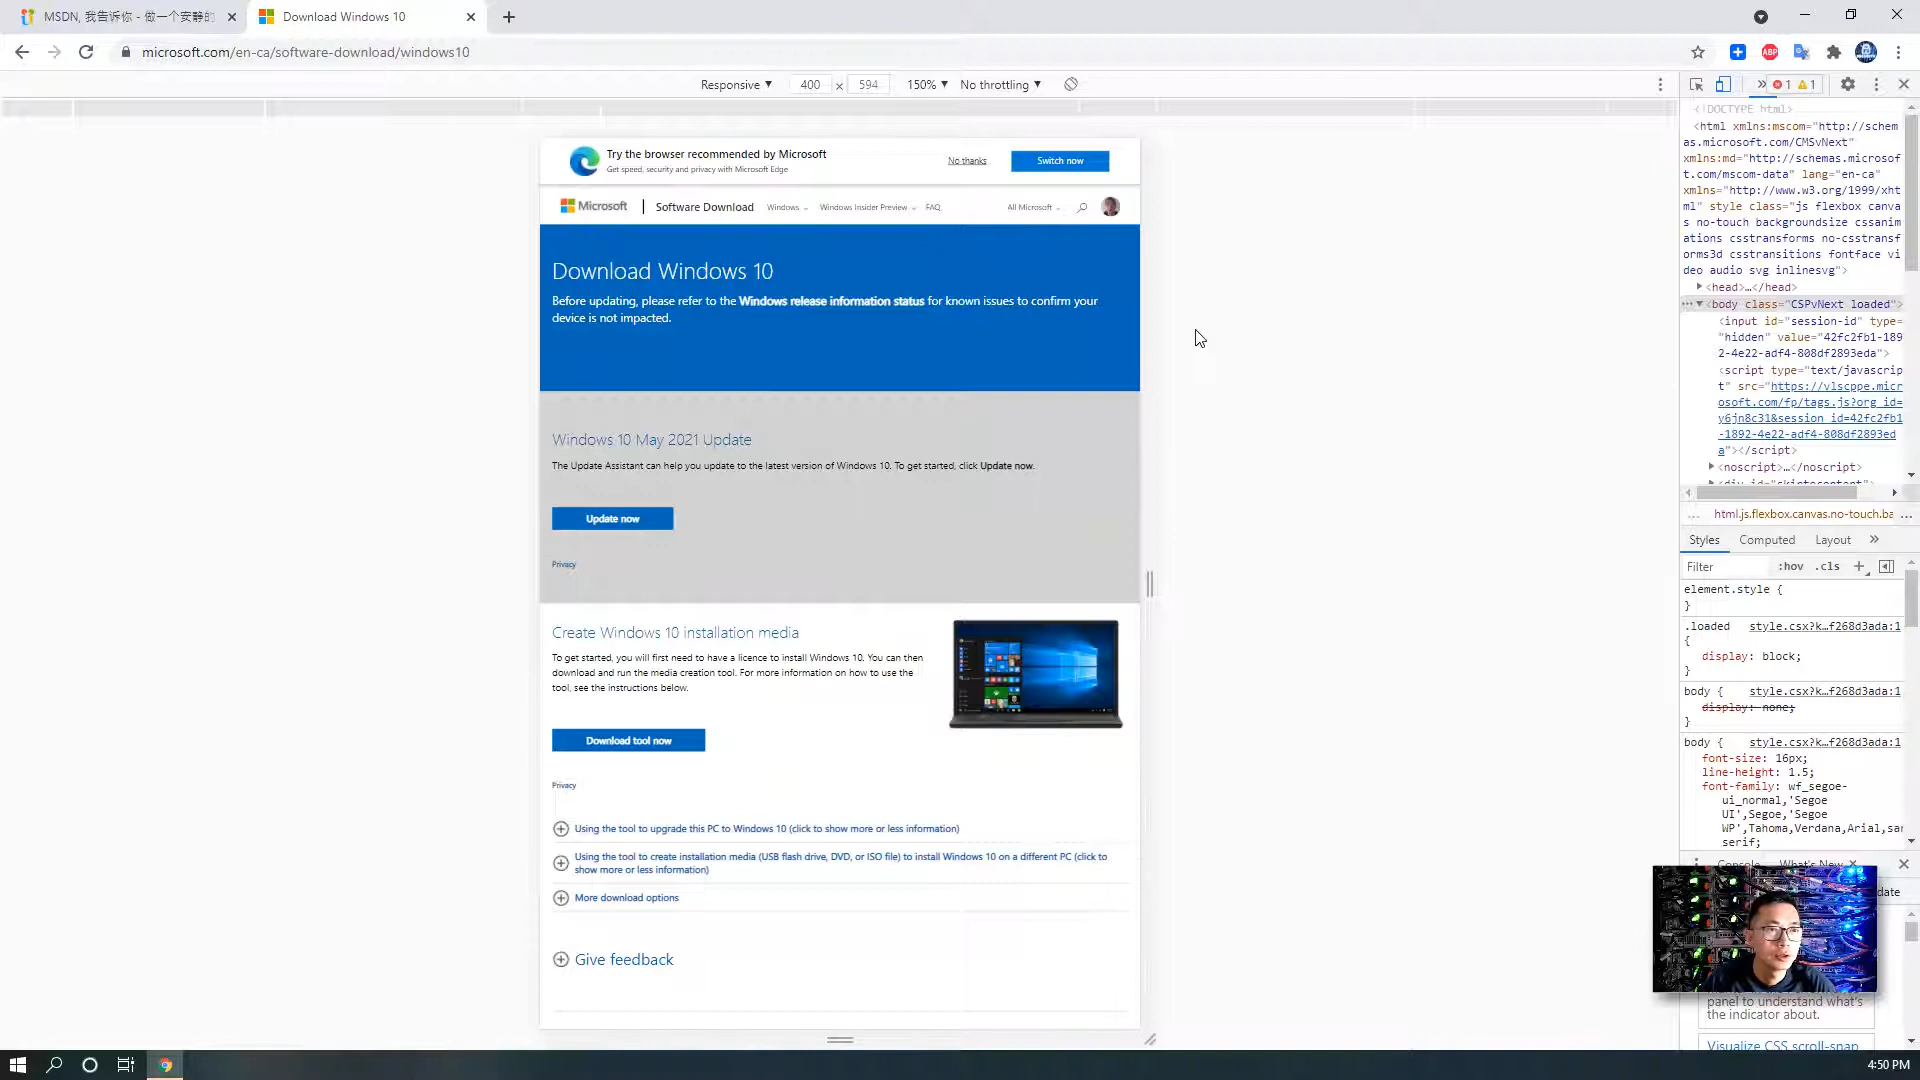 MSDN, 我告诉你 - 做一个安静的
Download Windows 10
microsoft.com/en-ca/software-download/windows10
ABP
Responsive
400
×
594
150%
No throttling
1
1
Try the browser recommended by Microsoft
Get speed, security and privacy with Microsoft Edge
No thanks
Switch now
Microsoft
Software Download
Windows
Windows Insider Preview
FAQ
All Microsoft
Download Windows 10
Before updating, please refer to the Windows release information status for known issues to confirm your
device is not impacted.
Windows 10 May 2021 Update
The Update Assistant can help you update to the latest version of Windows 10. To get started, click Update now.
Update now
Privacy
Create Windows 10 installation media
To get started, you will first need to have a licence to install Windows 10. You can then
download and run the media creation tool. For more information on how to use the
tool, see the instructions below.
Download tool now
Privacy
Using the tool to upgrade this PC to Windows 10 (click to show more or less information)
Using the tool to create installation media (USB flash drive, DVD, or ISO file) to install Windows 10 on a different PC (click to
show more or less information)
More download options
Give feedback
<!DOCTYPE html>
<html xmlns:mscom="http://schem
as.microsoft.com/CMSvNext"
xmlns:md="http://schemas.microsof
t.com/mscom-data" lang="en-ca"
xmlns="http://www.w3.org/1999/xht
ml" style class="js flexbox canva
s no-touch backgroundsize cssanim
ations csstransforms no-csstransf
orms3d csstransitions fontface vi
deo audio svg inlinesvg">
<head>…</head>
<body class="CSPvNext loaded">
<input id="session-id" type=
"hidden" value="42fc2fb1-189
2-4e22-adf4-808df2893eda">
<script type="text/javascrip
t" src="https://vlscppe.micr
osoft.com/fp/tags.js?org_id=
y6jn8c31&session_id=42fc2fb1
-1892-4e22-adf4-808df2893ed
a"></script>
<noscript>…</noscript>
<div id="skiptocontent">
… html.js.flexbox.canvas.no-touch.ba …
Styles
Computed
Layout
Filter
:hov
.cls
element.style {
}
.loaded style.csx?k…f268d3ada:1
{
display: block;
}
body { style.csx?k…f268d3ada:1
display: none;
}
body { style.csx?k…f268d3ada:1
font-size: 16px;
line-height: 1.5;
font-family: wf_segoe-
ui_normal,'Segoe
UI',Segoe,'Segoe
WP',Tahoma,Verdana,Arial,san
serif;
Console
What's New
date
panel to understand what's
the indicator about.
Visualize CSS scroll-snap
4:50 PM